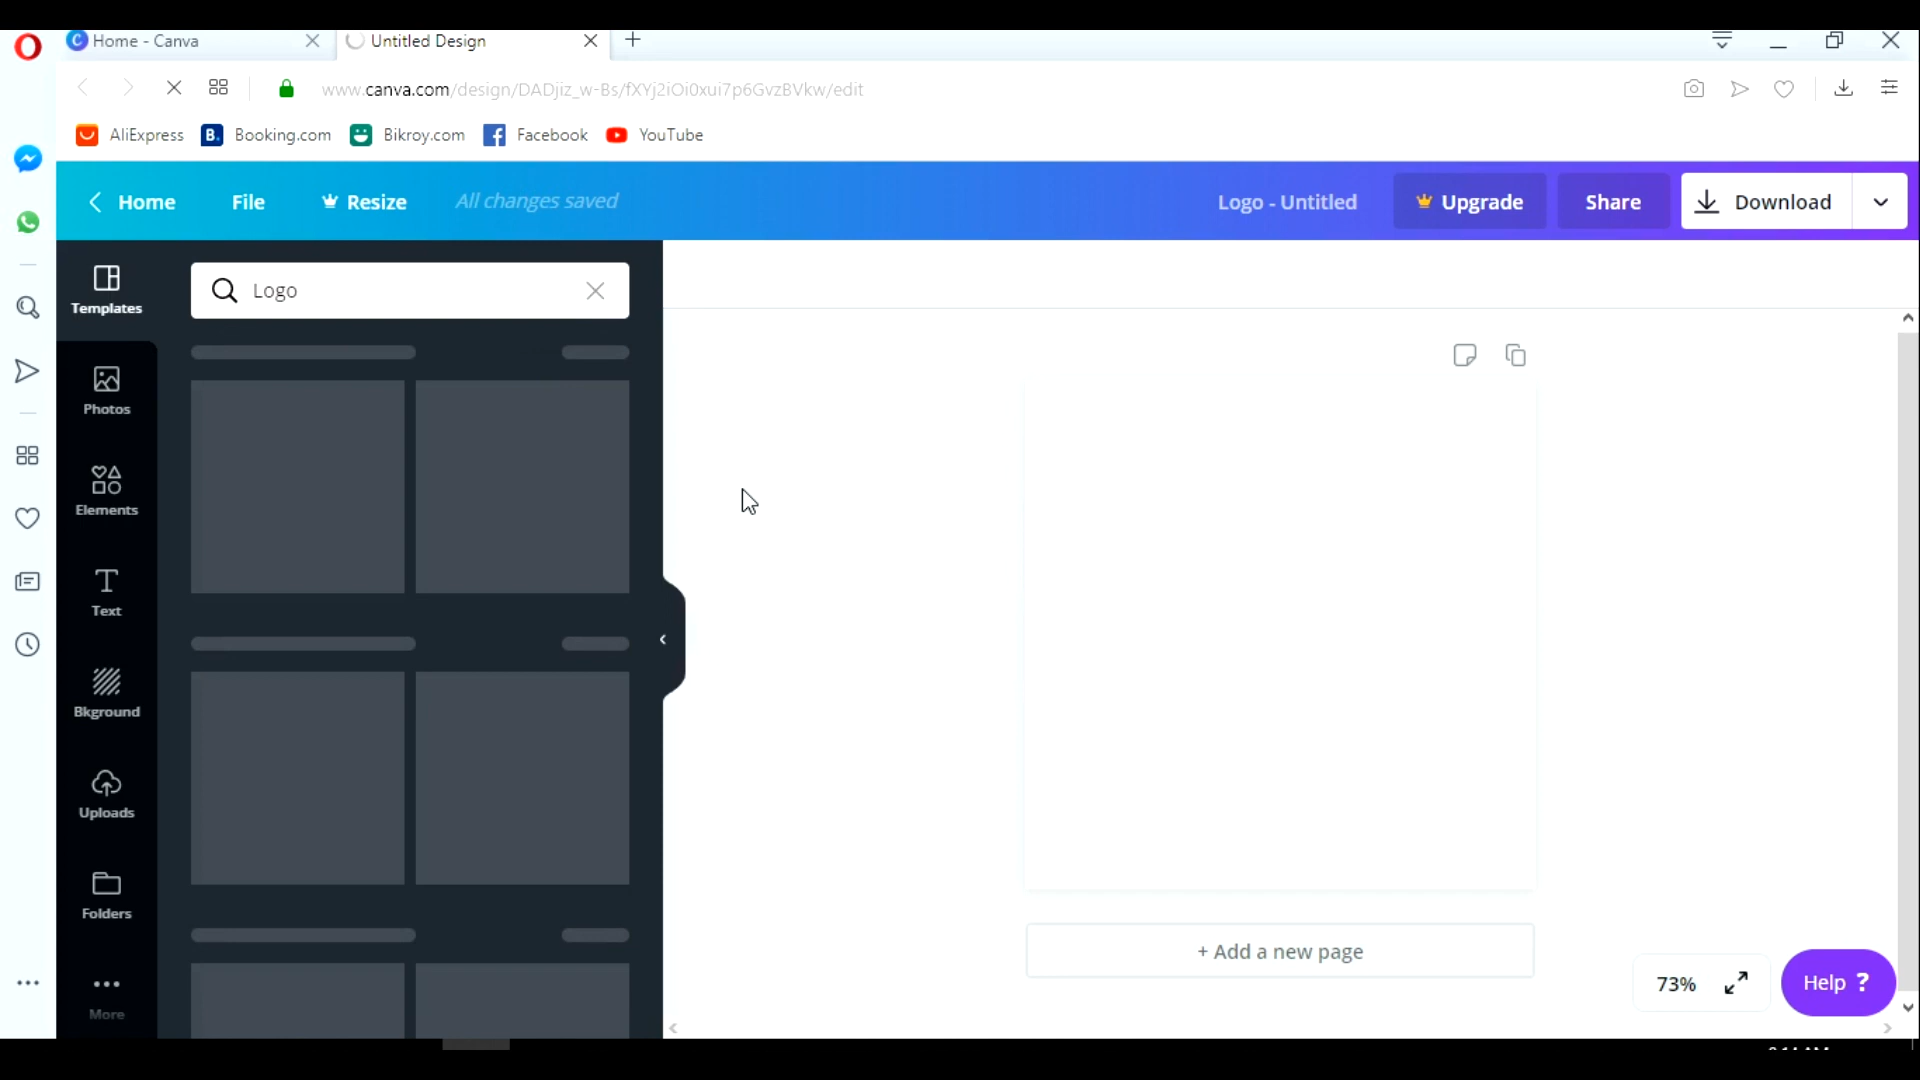 Home - Canva
Untitled Design
www.canva.com/design/DADjiz_w-Bs/fXYj2iOi0xui7p6GvzBVkw/edit
AliExpress
B. Booking.com
Bikroy.com
Facebook
YouTube
Home
File
Resize
All changes saved
Logo - Untitled
Upgrade
Share
Download
Templates
Logo
Photos
Elements
Text
Bkground
Uploads
Folders
More
+ Add a new page
73%
Help ?